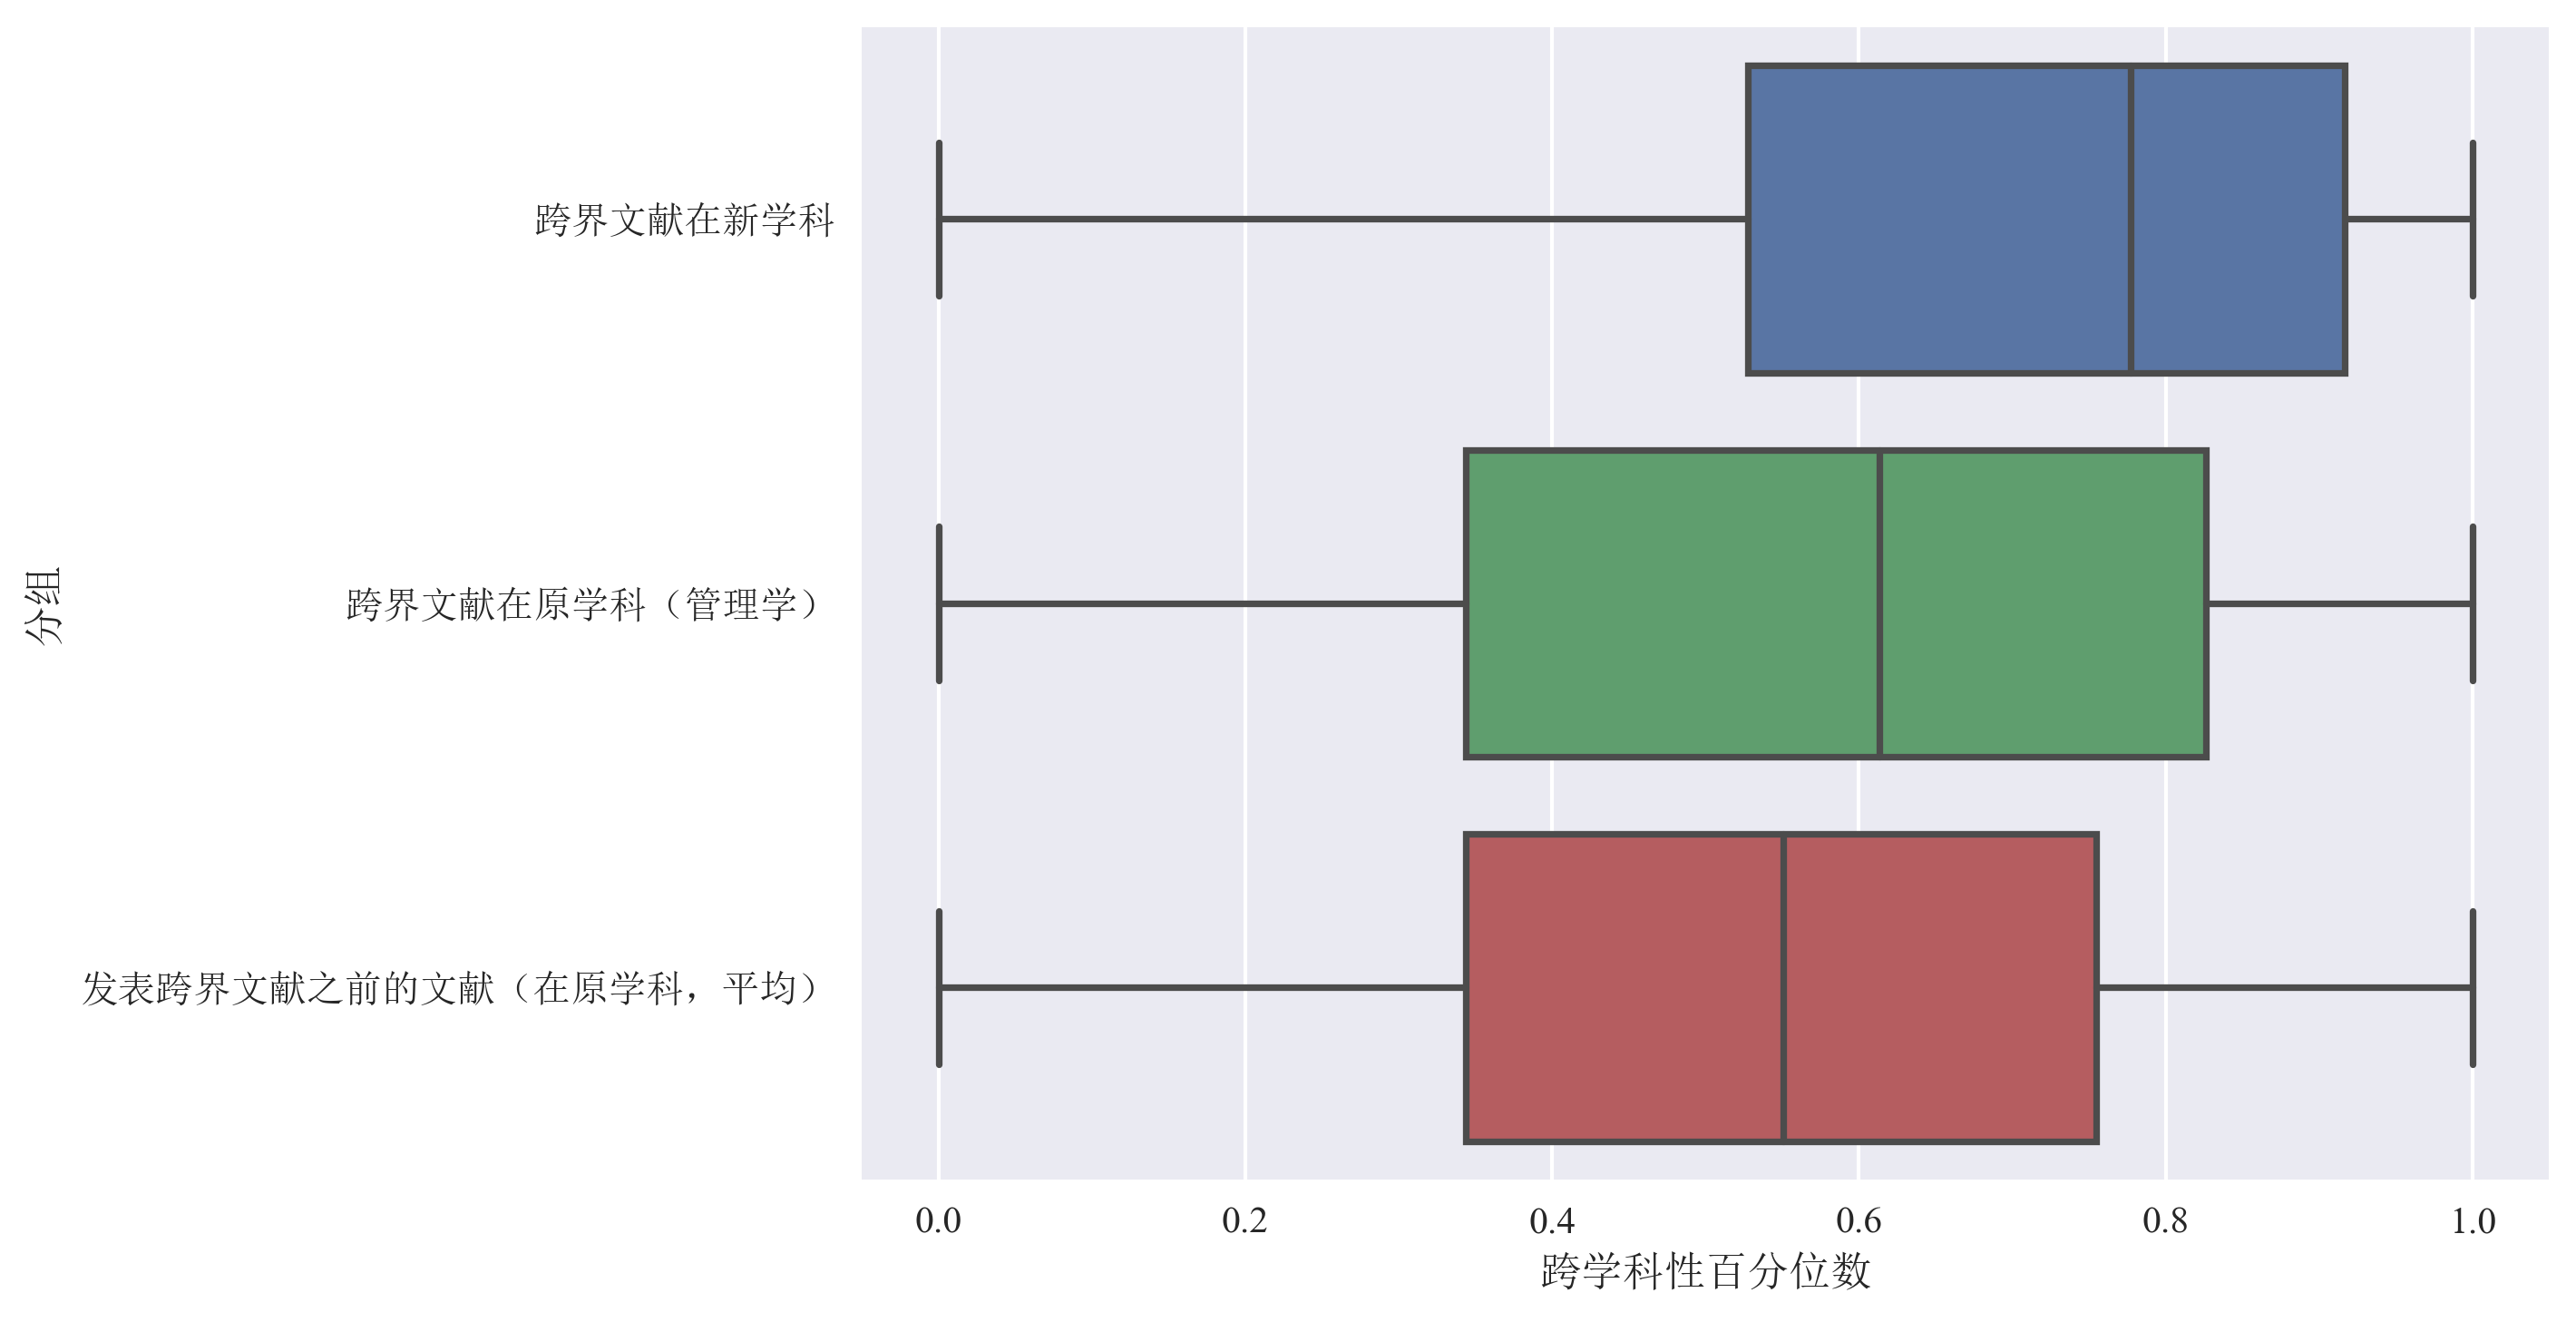 跨界文献在新学科
跨界文献在原学科（管理学）
发表跨界文献之前的文献（在原学科，平均）
分组
0.0 0.2 0.4 0.6 0.8 1.0
跨学科性百分位数